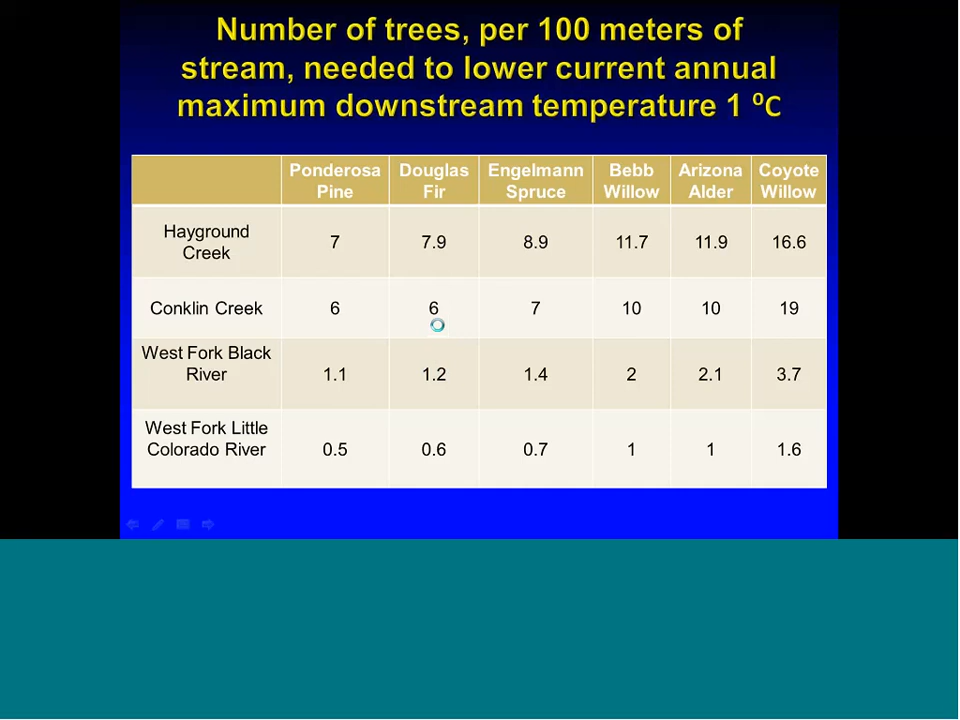 Number of trees, per 100 meters of
stream, needed to lower current annual
maximum downstream temperature 1 ⁰C
Ponderosa Pine Douglas Fir Engelmann Spruce Bebb Willow Arizona Alder Coyote Willow
Hayground Creek 7 7.9 8.9 11.7 11.9 16.6
Conklin Creek 6 6 7 10 10 19
West Fork Black River 1.1 1.2 1.4 2 2.1 3.7
West Fork Little Colorado River 0.5 0.6 0.7 1 1 1.6